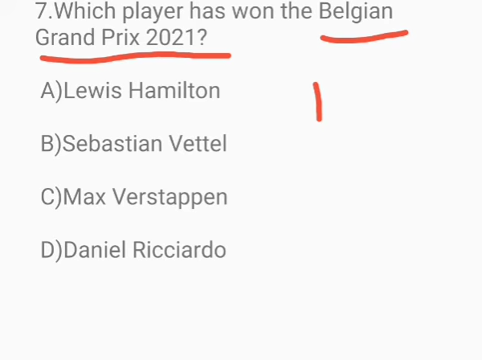 7.Which player has won the Belgian
Grand Prix 2021?
A)Lewis Hamilton
B)Sebastian Vettel
C)Max Verstappen
D)Daniel Ricciardo